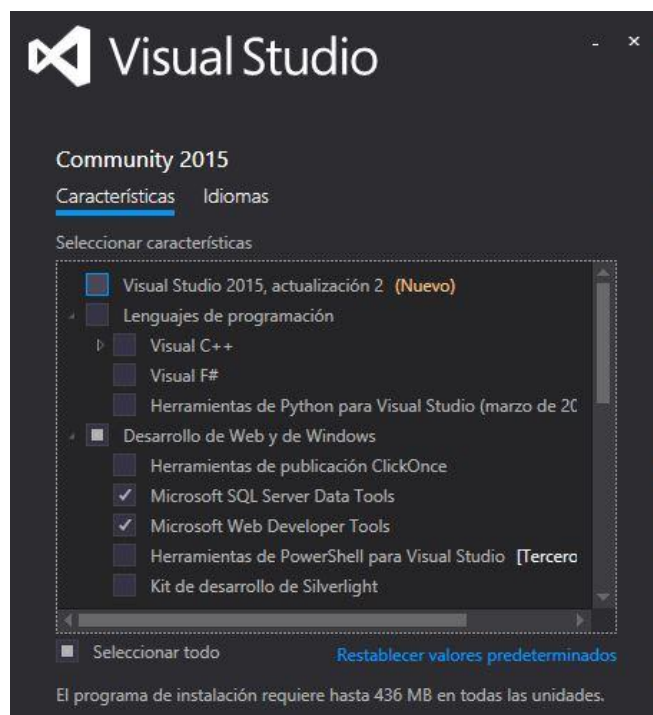 Visual Studio
Community 2015
Características Idiomas
Seleccionar características
Visual Studio 2015, actualización 2 (Nuevo)
Lenguajes de programación
Visual C++
Visual F#
Herramientas de Python para Visual Studio (marzo de 20
Desarrollo de Web y de Windows
Herramientas de publicación ClickOnce
Microsoft SQL Server Data Tools
Microsoft Web Developer Tools
Herramientas de PowerShell para Visual Studio [Tercero
Kit de desarrollo de Silverlight
Seleccionar todo Restablecer valores predeterminados
El programa de instalación requiere hasta 436 MB en todas las unidades.